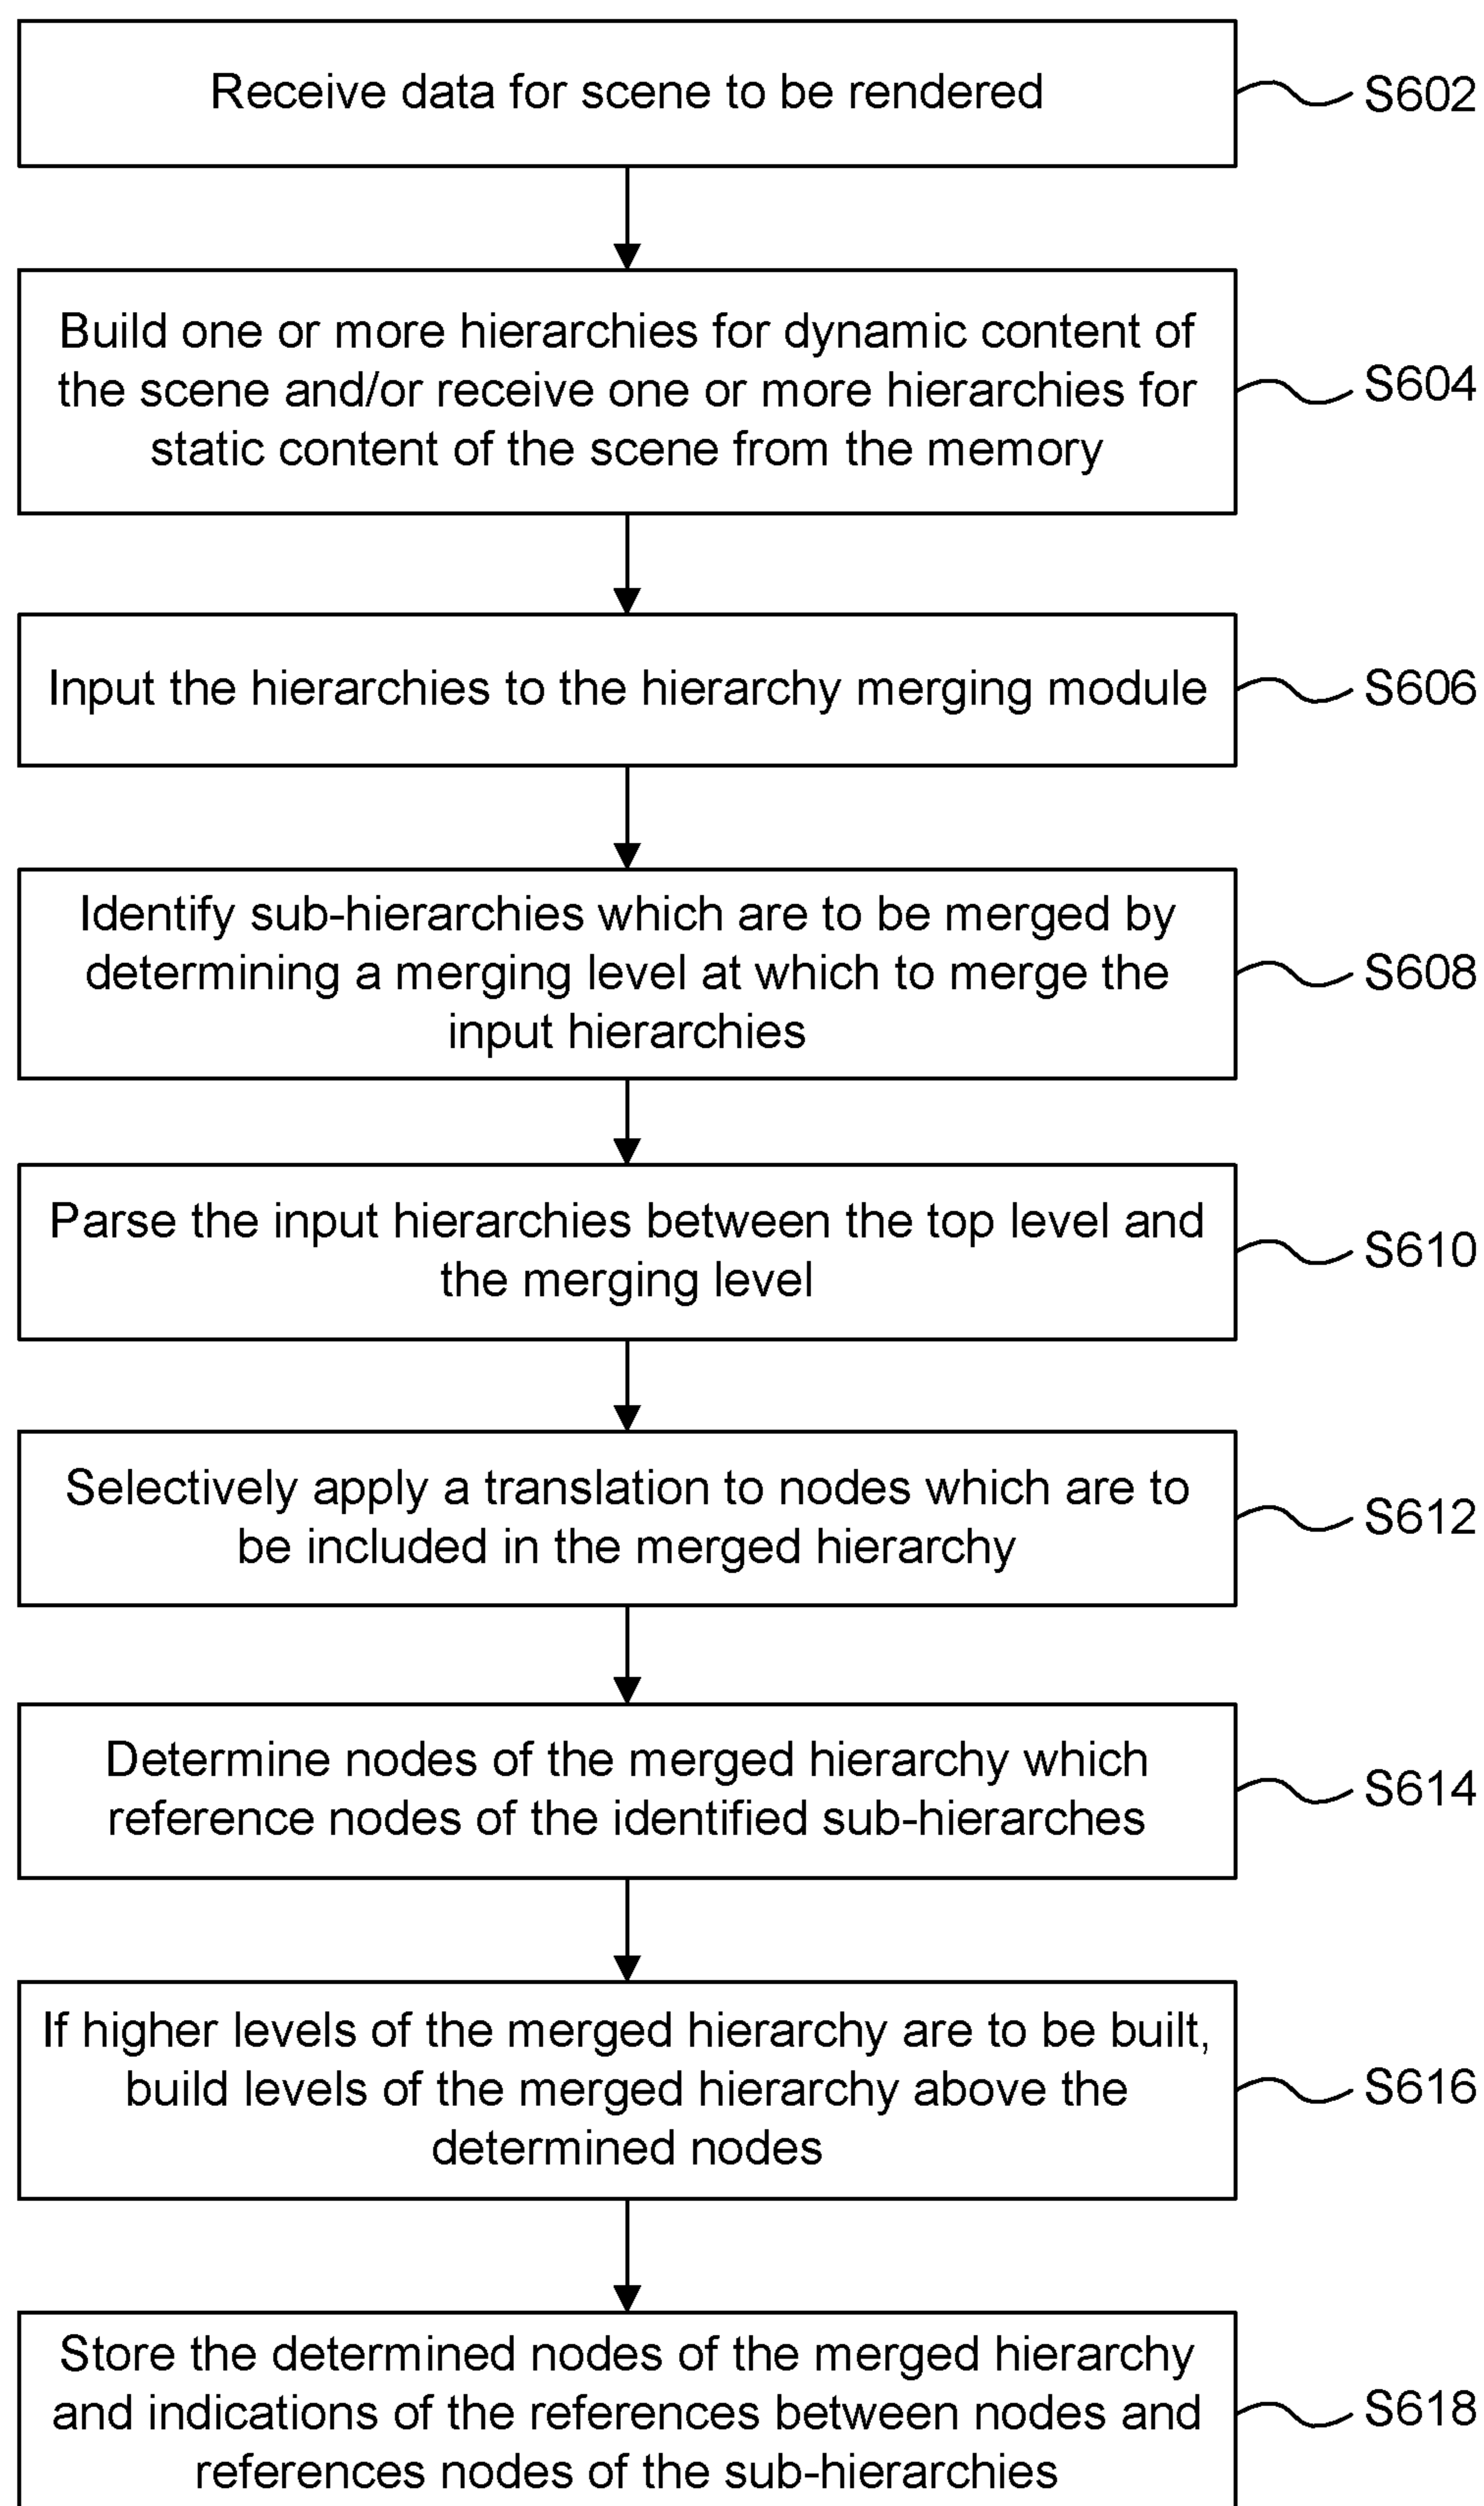 Receive data for scene to be rendered
S602
Build one or more hierarchies for dynamic content of
the scene and/or receive one or more hierarchies for
static content of the scene from the memory
S604
Input the hierarchies to the hierarchy merging module
S606
Identify sub-hierarchies which are to be merged by
determining a merging level at which to merge the
input hierarchies
S608
Parse the input hierarchies between the top level and
the merging level
S610
Selectively apply a translation to nodes which are to
be included in the merged hierarchy
S612
Determine nodes of the merged hierarchy which
reference nodes of the identified sub-hierarches
S614
If higher levels of the merged hierarchy are to be built,
build levels of the merged hierarchy above the
determined nodes
S616
Store the determined nodes of the merged hierarchy
and indications of the references between nodes and
references nodes of the sub-hierarchies
S618